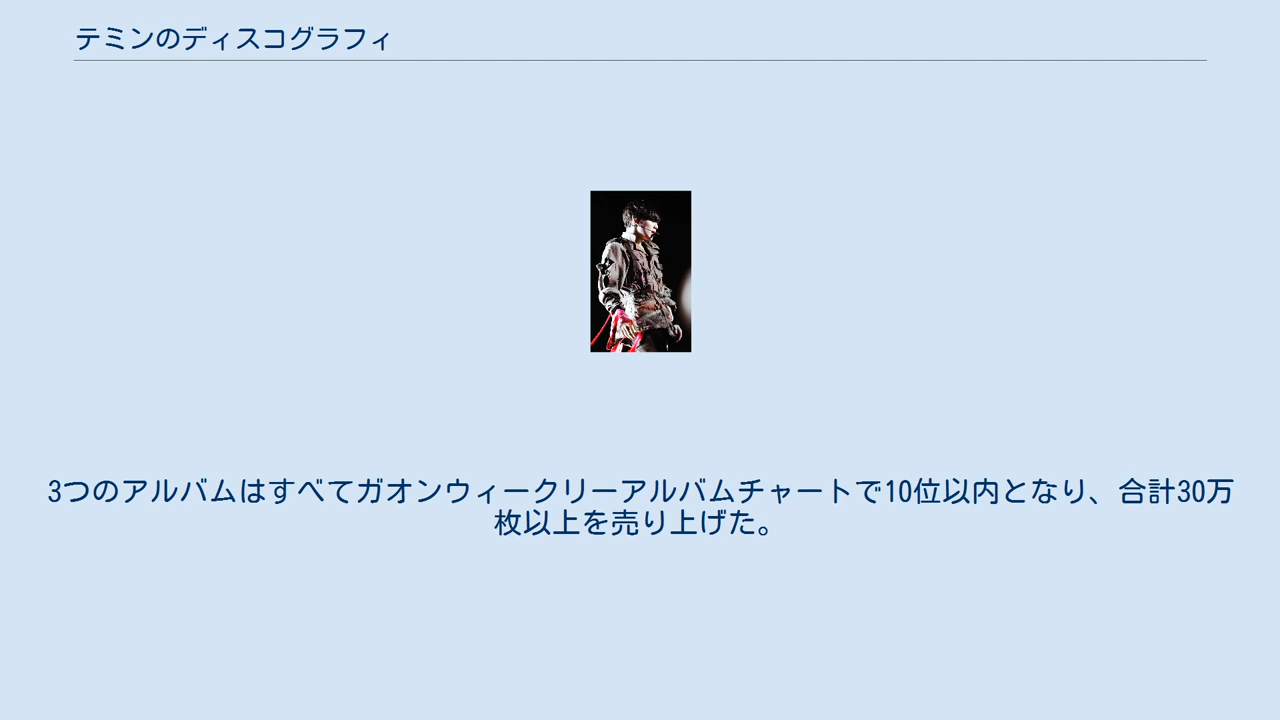 テミンのディスコグラフィ
3つのアルバムはすべてガオンウィークリーアルバムチャートで10位以内となり、合計30万
枚以上を売り上げた。